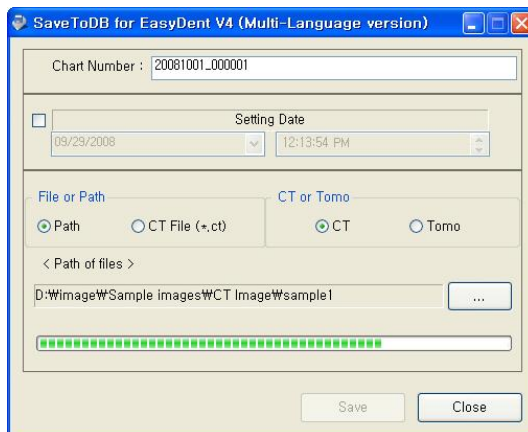 SaveToDB for EasyDent V4 (Multi-Language version)
Chart Number : 20081001_000001
Setting Date
09/29/2008 12:13:54 PM
File or Path CT or Tomo
Path CT File (*.ct) CT Tomo
< Path of files >
D:₩image₩Sample images₩CT Image₩sample1 ...
Save Close